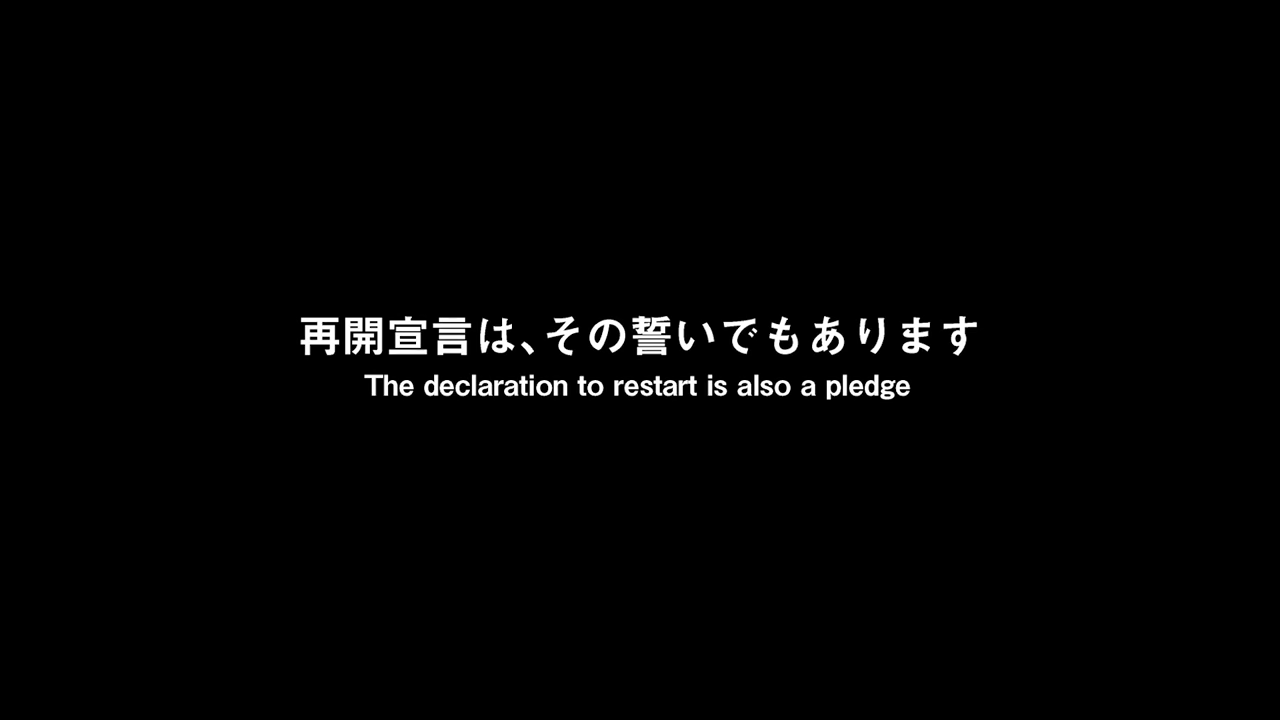 再開宣言は、その誓いでもあります
The declaration to restart is also a pledge